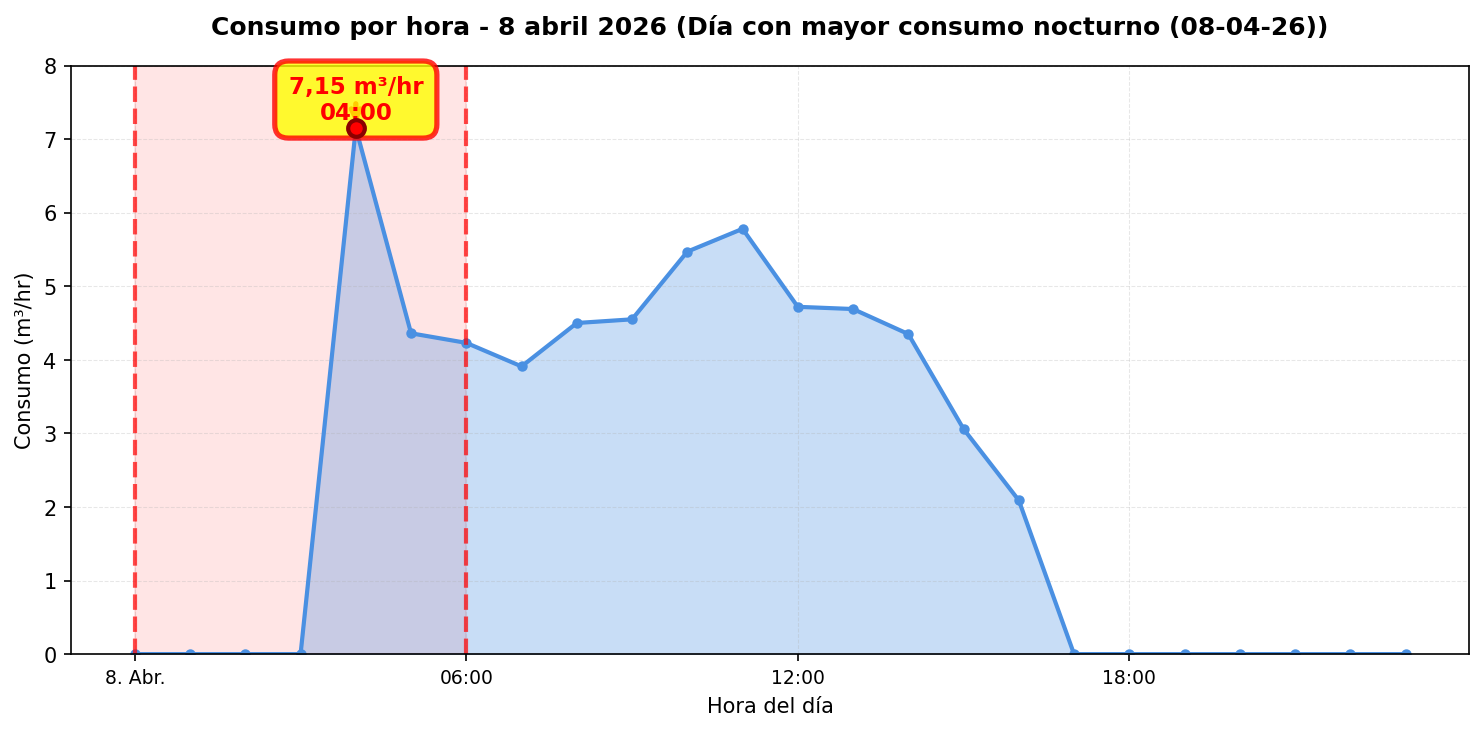 Consumo por hora - 8 abril 2026 (Día con mayor consumo nocturno (08-04-26))
7,15 m³/hr
04:00
Consumo (m³/hr)
8
7
6
5
4
3
2
1
0
8. Abr.
06:00
12:00
18:00
Hora del día